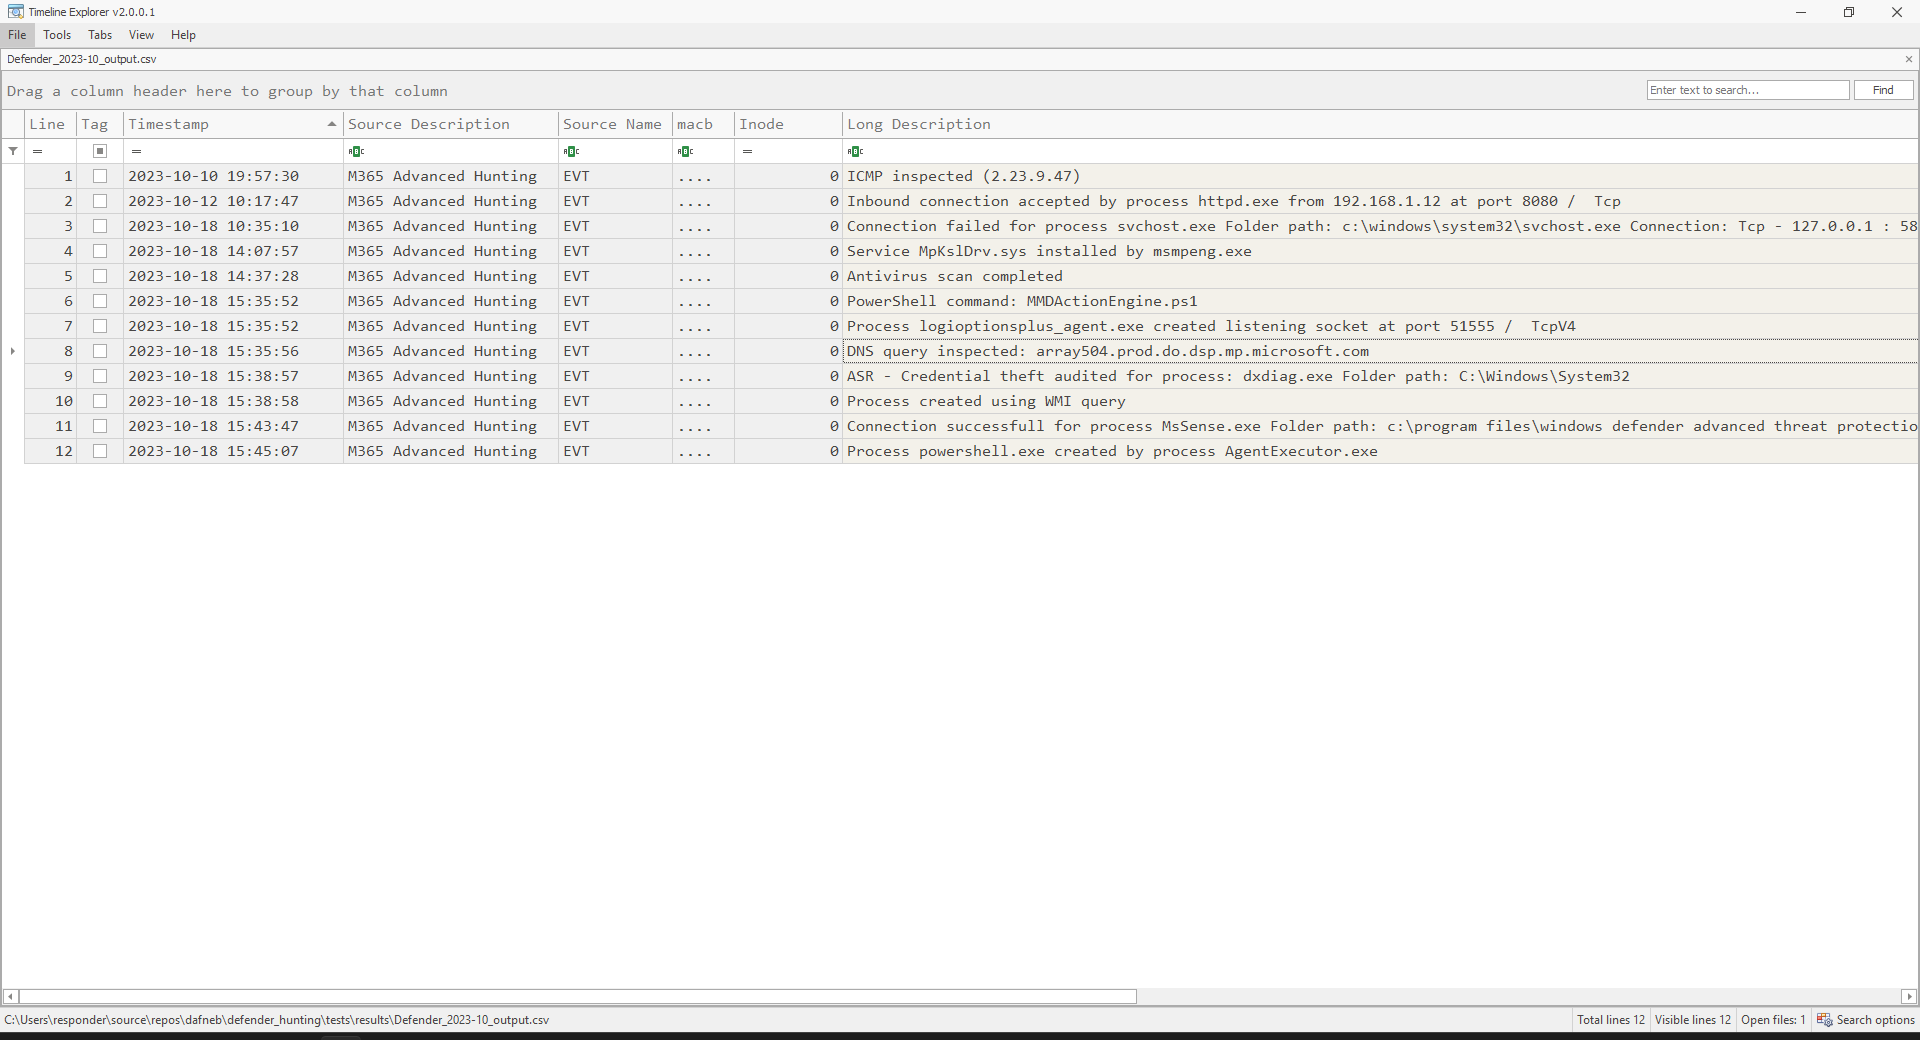 Timeline Explorer v2.0.0.1
File Tools Tabs View Help
Defender_2023-10_output.csv
Drag a column header here to group by that column
Enter text to search... Find
Line Tag Timestamp Source Description Source Name macb Inode Long Description
= = ABC ABC ABC = ABC
1 2023-10-10 19:57:30 M365 Advanced Hunting EVT .... 0 ICMP inspected (2.23.9.47)
2 2023-10-12 10:17:47 M365 Advanced Hunting EVT .... 0 Inbound connection accepted by process httpd.exe from 192.168.1.12 at port 8080 / Tcp
3 2023-10-18 10:35:10 M365 Advanced Hunting EVT .... 0 Connection failed for process svchost.exe Folder path: c:\windows\system32\svchost.exe Connection: Tcp - 127.0.0.1 : 58
4 2023-10-18 14:07:57 M365 Advanced Hunting EVT .... 0 Service MpKslDrv.sys installed by msmpeng.exe
5 2023-10-18 14:37:28 M365 Advanced Hunting EVT .... 0 Antivirus scan completed
6 2023-10-18 15:35:52 M365 Advanced Hunting EVT .... 0 PowerShell command: MMDActionEngine.ps1
7 2023-10-18 15:35:52 M365 Advanced Hunting EVT .... 0 Process logioptionsplus_agent.exe created listening socket at port 51555 / TcpV4
8 2023-10-18 15:35:56 M365 Advanced Hunting EVT .... 0 DNS query inspected: array504.prod.do.dsp.mp.microsoft.com
9 2023-10-18 15:38:57 M365 Advanced Hunting EVT .... 0 ASR - Credential theft audited for process: dxdiag.exe Folder path: C:\Windows\System32
10 2023-10-18 15:38:58 M365 Advanced Hunting EVT .... 0 Process created using WMI query
11 2023-10-18 15:43:47 M365 Advanced Hunting EVT .... 0 Connection successfull for process MsSense.exe Folder path: c:\program files\windows defender advanced threat protectio
12 2023-10-18 15:45:07 M365 Advanced Hunting EVT .... 0 Process powershell.exe created by process AgentExecutor.exe
C:\Users\responder\source\repos\dafneb\defender_hunting\tests\results\Defender_2023-10_output.csv Total lines 12 Visible lines 12 Open files: 1 Search options